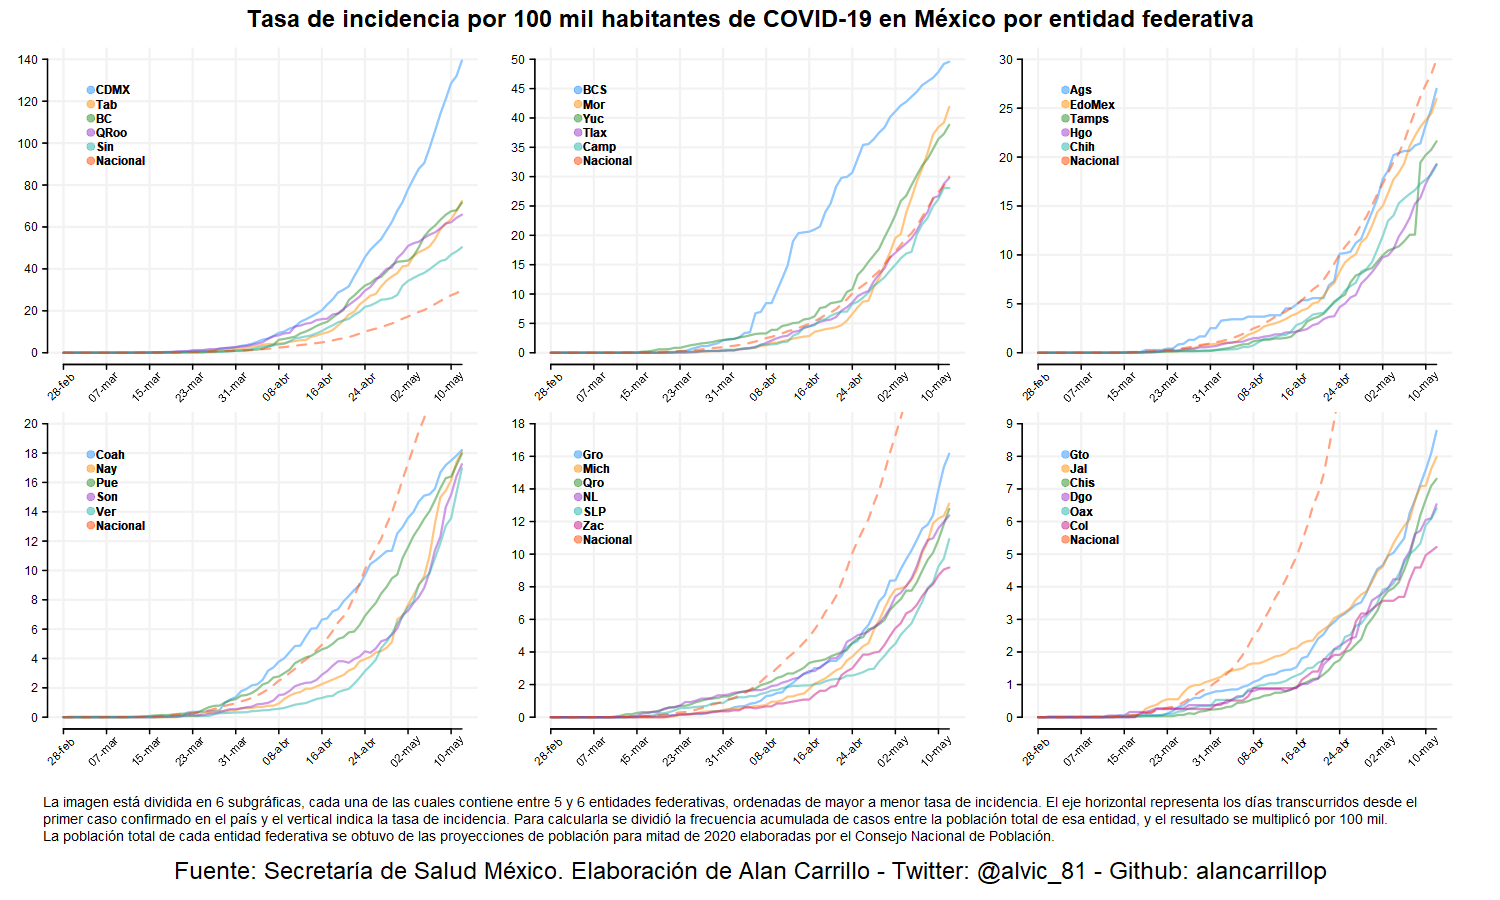 Tasa de incidencia por 100 mil habitantes de COVID-19 en México por entidad federativa
140
120
100
80
60
40
20
0
CDMX
Tab
BC
QRoo
Sin
Nacional
28-feb
07-mar
15-mar
23-mar
31-mar
08-abr
16-abr
24-abr
02-may
10-may
50
45
40
35
30
25
20
15
10
5
0
BCS
Mor
Yuc
Tlax
Camp
Nacional
28-feb
07-mar
15-mar
23-mar
31-mar
08-abr
16-abr
24-abr
02-may
10-may
30
25
20
15
10
5
0
Ags
EdoMex
Tamps
Hgo
Chih
Nacional
28-feb
07-mar
15-mar
23-mar
31-mar
08-abr
16-abr
24-abr
02-may
10-may
20
18
16
14
12
10
8
6
4
2
0
Coah
Nay
Pue
Son
Ver
Nacional
28-feb
07-mar
15-mar
23-mar
31-mar
08-abr
16-abr
24-abr
02-may
10-may
18
16
14
12
10
8
6
4
2
0
Gro
Mich
Qro
NL
SLP
Zac
Nacional
28-feb
07-mar
15-mar
23-mar
31-mar
08-abr
16-abr
24-abr
02-may
10-may
9
8
7
6
5
4
3
2
1
0
Gto
Jal
Chis
Dgo
Oax
Col
Nacional
28-feb
07-mar
15-mar
23-mar
31-mar
08-abr
16-abr
24-abr
02-may
10-may
La imagen está dividida en 6 subgráficas, cada una de las cuales contiene entre 5 y 6 entidades federativas, ordenadas de mayor a menor tasa de incidencia. El eje horizontal representa los días transcurridos desde el
primer caso confirmado en el país y el vertical indica la tasa de incidencia. Para calcularla se dividió la frecuencia acumulada de casos entre la población total de esa entidad, y el resultado se multiplicó por 100 mil.
La población total de cada entidad federativa se obtuvo de las proyecciones de población para mitad de 2020 elaboradas por el Consejo Nacional de Población.
Fuente: Secretaría de Salud México. Elaboración de Alan Carrillo - Twitter: @alvic_81 - Github: alancarrillop